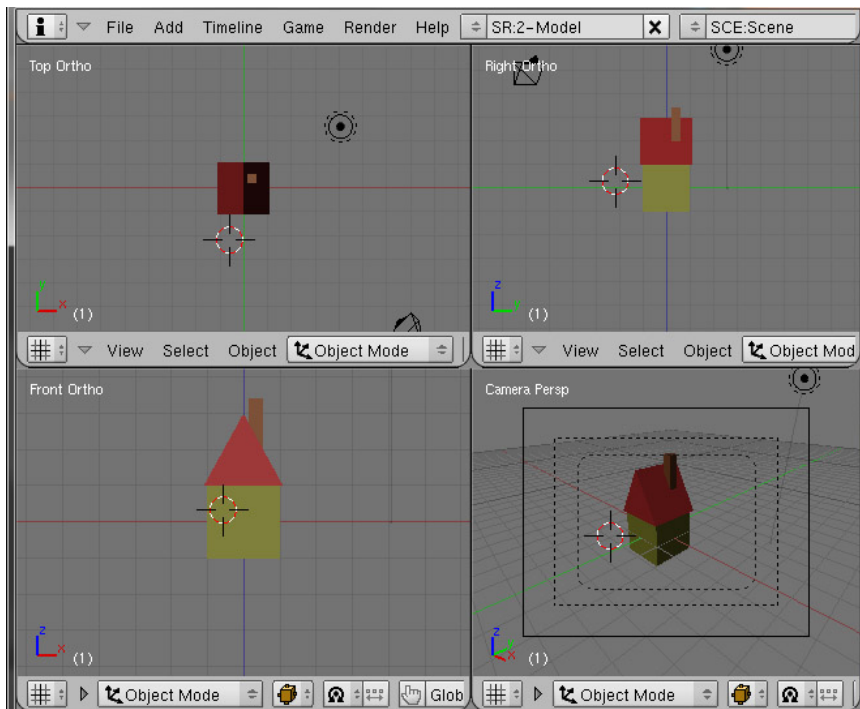 File Add Timeline Game Render Help SR:2-Model SCE:Scene
Top Ortho
Right Ortho
y
x
(1)
z
y
(1)
View Select Object Object Mode
View Select Object Object Mod
Front Ortho
Camera Persp
z
x
(1)
z
y
x
(1)
Object Mode Glob
Object Mode